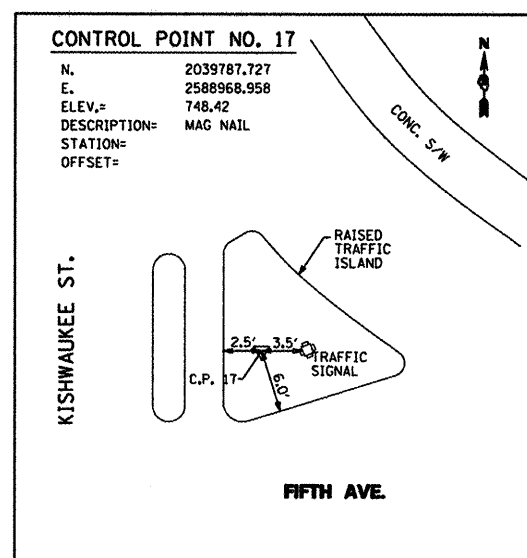 CONTROL POINT NO. 17
N. 2039787.727
E. 2588968.958
ELEV.= 748.42
DESCRIPTION= MAG NAIL
STATION=
OFFSET=
N
CONC. S/W
RAISED
TRAFFIC
ISLAND
KISHWAUKEE ST.
2.5' 3.5'
TRAFFIC
SIGNAL
C.P. 17
6.0'
FIFTH AVE.